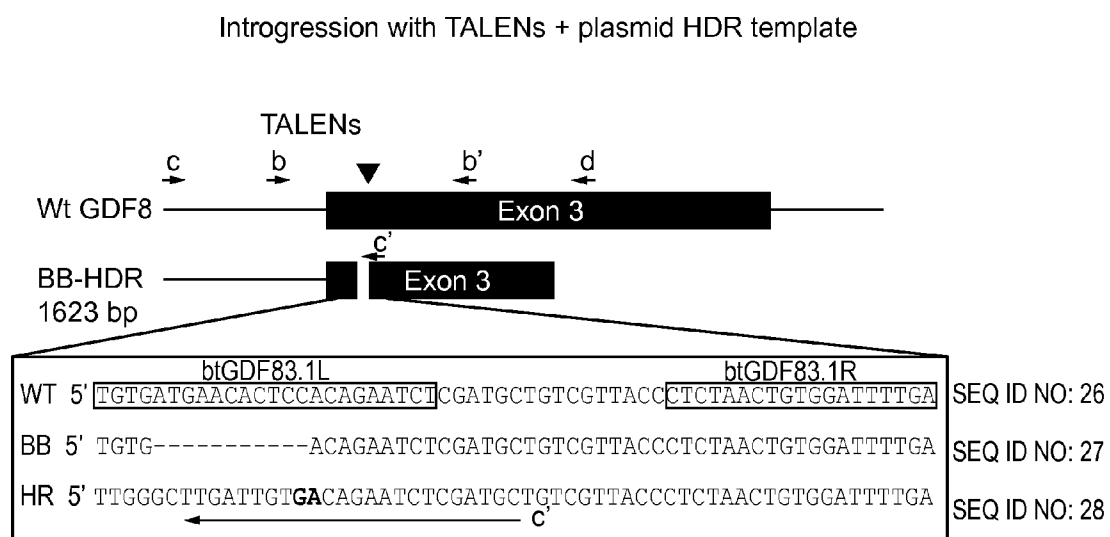 Introgression with TALENs + plasmid HDR template
TALENs
c b b' d
Wt GDF8 Exon 3
c'
BB-HDR Exon 3
1623 bp
btGDF83.1L btGDF83.1R
WT 5' TGTGATGAACACTCCACAGAATCTCGATGCTGTCGTTACCCTCTAACTGTGGATTTTGA SEQ ID NO: 26
BB 5' TGTG-----------ACAGAATCTCGATGCTGTCGTTACCCTCTAACTGTGGATTTTGA SEQ ID NO: 27
HR 5' TTGGGCTTGATTGTGACAGAATCTCGATGCTGTCGTTACCCTCTAACTGTGGATTTTGA SEQ ID NO: 28
c'